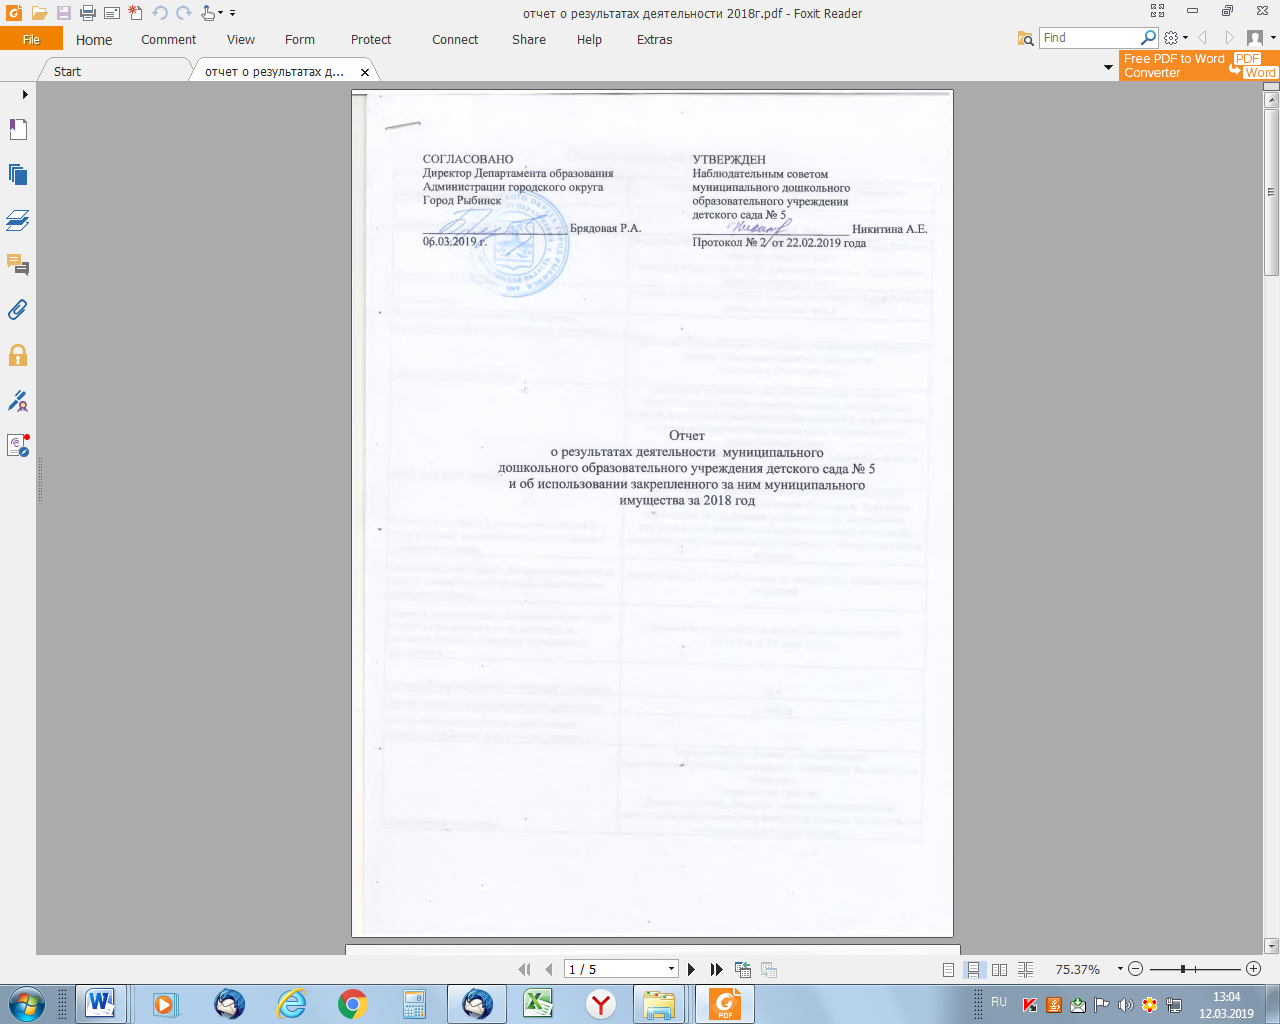 отчет о результатах деятельности 2018г.pdf - Foxit Reader
File Home Comment View Form Protect Connect Share Help Extras
Find
Start
отчет о результатах д...
Free PDF to Word Converter
PDF
Word
СОГЛАСОВАНО
Директор Департамента образования
Администрации городского округа
Город Рыбинск
Брядовая Р.А.
06.03.2019 г.
УТВЕРЖДЕН
Наблюдательным советом
муниципального дошкольного
образовательного учреждения
детского сада № 5
Никитина А.Е.
Протокол № 2 от 22.02.2019 года
Отчет
о результатах деятельности муниципального
дошкольного образовательного учреждения детского сада № 5
и об использовании закрепленного за ним муниципального
имущества за 2018 год
1 / 5
75.37%
RU
13:04
12.03.2019